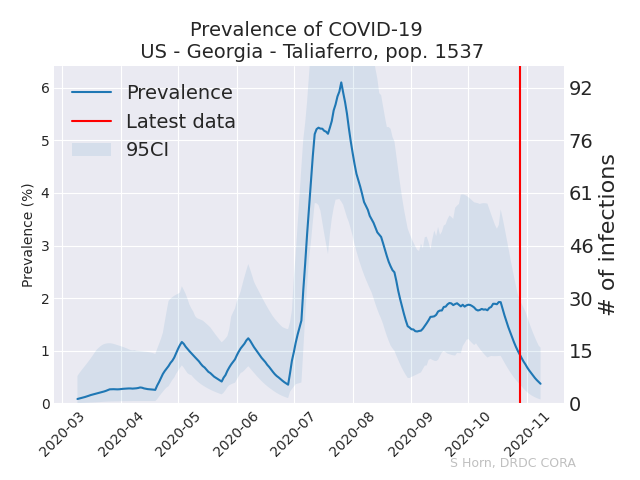 Prevalence of COVID-19
US - Georgia - Taliaferro, pop. 1537
Prevalence
Latest data
95CI
Prevalence (%)
6
5
4
3
2
1
0
92
76
61
46
30
15
0
# of infections
2020-03
2020-04
2020-05
2020-06
2020-07
2020-08
2020-09
2020-10
2020-11
S Horn, DRDC CORA